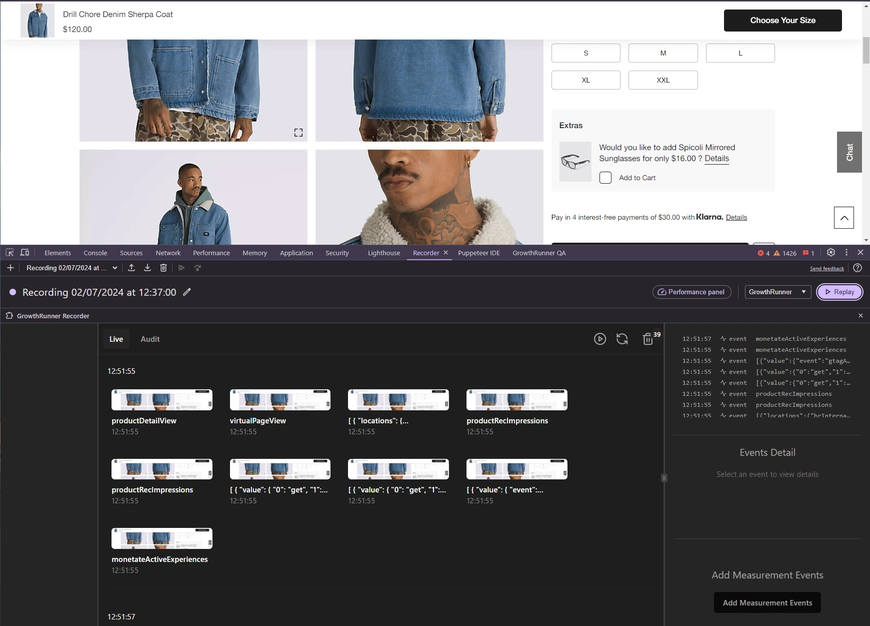 Drill Chore Denim Sherpa Coat
$120.00
Choose Your Size
S
M
L
XL
XXL
Extras
Would you like to add Spicoli Mirrored
Sunglasses for only $16.00 ? Details
Add to Cart
Chat
Pay in 4 interest-free payments of $30.00 with Klarna. Details
Elements Console Sources Network Performance Memory Application Security Lighthouse Recorder Puppeteer IDE GrowthRunner QA
4 1426 1
Recording 02/07/2024 at ...
Send feedback
Recording 02/07/2024 at 12:37:00
Performance panel
GrowthRunner
Replay
GrowthRunner Recorder
Live
Audit
39
12:51:55
productDetailView
12:51:55
virtualPageView
12:51:55
[ { "locations": {...
12:51:55
productRecImpressions
12:51:55
productRecImpressions
12:51:55
[ { "value": { "0": "get", "1":...
12:51:55
[ { "value": { "0": "get", "1":...
12:51:55
[ { "value": { "event":...
12:51:55
monetateActiveExperiences
12:51:55
12:51:57
12:51:57 event monetateActiveExperiences
12:51:55 event monetateActiveExperiences
12:51:55 event [{"value":{"event":"gtagA...
12:51:55 event [{"value":{"0":"get","1":...
12:51:55 event [{"value":{"0":"get","1":...
12:51:55 event productRecImpressions
12:51:55 event productRecImpressions
12:51:55 event [{"locations":{"bcinterna...
Events Detail
Select an event to view details
Add Measurement Events
Add Measurement Events